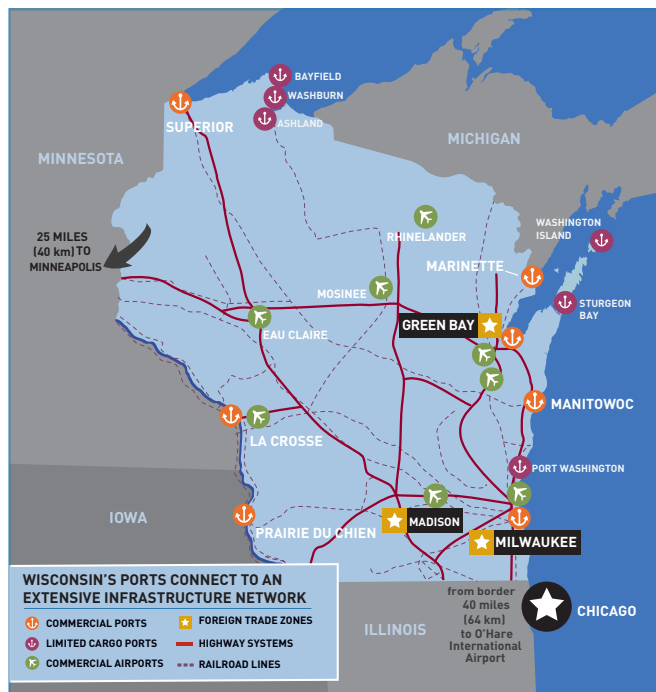 BAYFIELD
WASHBURN
ASHLAND
SUPERIOR
MINNESOTA
MICHIGAN
WASHINGTON
ISLAND
25 MILES
(40 km) TO
MINNEAPOLIS
RHINELANDER
MARINETTE
MOSINEE
STURGEON
BAY
GREEN BAY
EAU CLAIRE
MANITOWOC
LA CROSSE
PORT WASHINGTON
IOWA
PRAIRIE DU CHIEN
MADISON
MILWAUKEE
WISCONSIN'S PORTS CONNECT TO AN
EXTENSIVE INFRASTRUCTURE NETWORK
COMMERCIAL PORTS
LIMITED CARGO PORTS
COMMERCIAL AIRPORTS
FOREIGN TRADE ZONES
HIGHWAY SYSTEMS
RAILROAD LINES
ILLINOIS
from border
40 miles
(64 km)
to O'Hare
International
Airport
CHICAGO